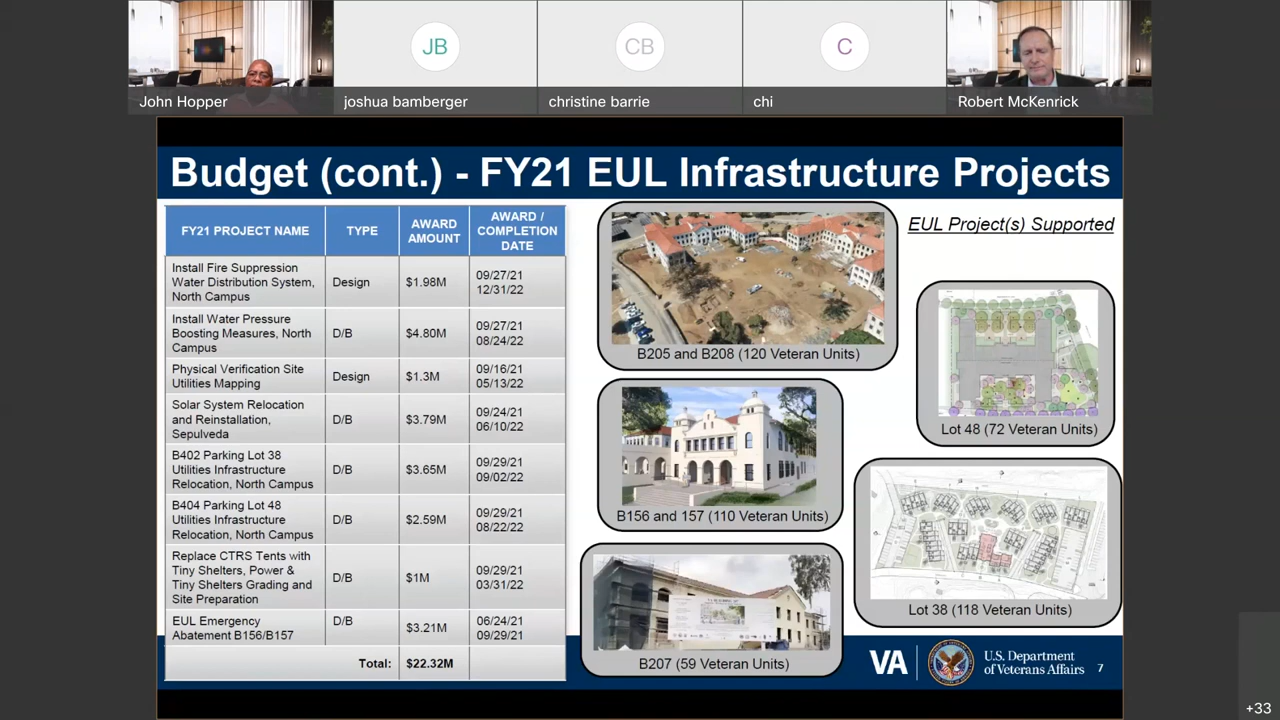 JB
CB
C
John Hopper
joshua bamberger
christine barrie
chi
Robert McKenrick
Budget (cont.) - FY21 EUL Infrastructure Projects
FY21 PROJECT NAME
TYPE
AWARD
AMOUNT
AWARD /
COMPLETION
DATE
Install Fire Suppression
Water Distribution System,
North Campus
Design
$1.98M
09/27/21
12/31/22
Install Water Pressure
Boosting Measures, North
Campus
D/B
$4.80M
09/27/21
08/24/22
Physical Verification Site
Utilities Mapping
Design
$1.3M
09/16/21
05/13/22
Solar System Relocation
and Reinstallation,
Sepulveda
D/B
$3.79M
09/24/21
06/10/22
B402 Parking Lot 38
Utilities Infrastructure
Relocation, North Campus
D/B
$3.65M
09/29/21
09/02/22
B404 Parking Lot 48
Utilities Infrastructure
Relocation, North Campus
D/B
$2.59M
09/29/21
08/22/22
Replace CTRS Tents with
Tiny Shelters, Power &
Tiny Shelters Grading and
Site Preparation
D/B
$1M
09/29/21
03/31/22
EUL Emergency
Abatement B156/B157
D/B
$3.21M
06/24/21
09/29/21
Total:
$22.32M
EUL Project(s) Supported
B205 and B208 (120 Veteran Units)
Lot 48 (72 Veteran Units)
B156 and 157 (110 Veteran Units)
Lot 38 (118 Veteran Units)
B207 (59 Veteran Units)
VA
U.S. Department
of Veterans Affairs
7
+33